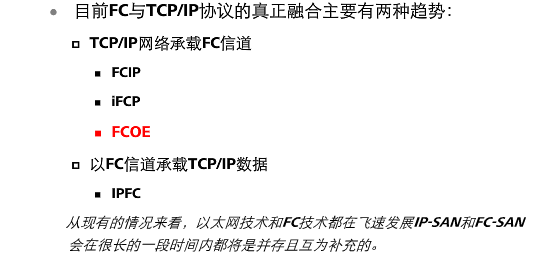 目前FC与TCP/IP协议的真正融合主要有两种趋势：
TCP/IP网络承载FC信道
FCIP
iFCP
FCOE
以FC信道承载TCP/IP数据
IPFC
从现有的情况来看，以太网技术和FC技术都在飞速发展IP-SAN和FC-SAN
会在很长的一段时间内都将是并存且互为补充的。